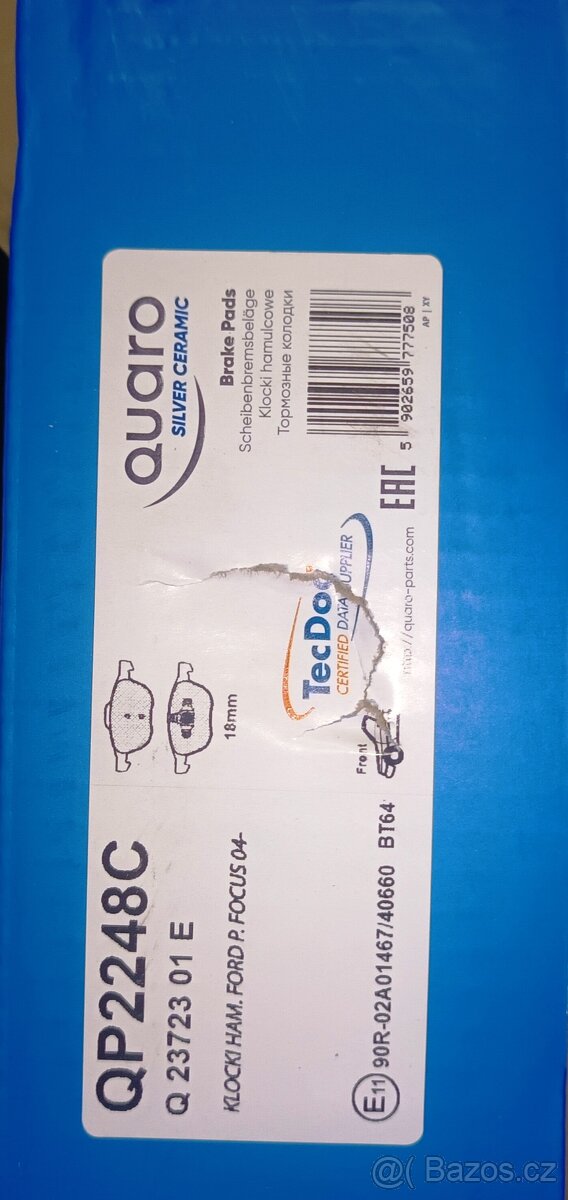 QP2248C
Q 23723 01 E
KLOCKI HAM. FORD P. FOCUS 04-
E11 90R-02A01467/40660 BT64
18mm
Front
TecDoc
CERTIFIED DATA SUPPLIER
http://quaro-parts.com
EAC
quaro
SILVER CERAMIC
Brake Pads
Scheibenbremsbeläge
Klocki hamulcowe
Тормозные колодки
5 902659 777508
AP | XY
@( Bazos.cz